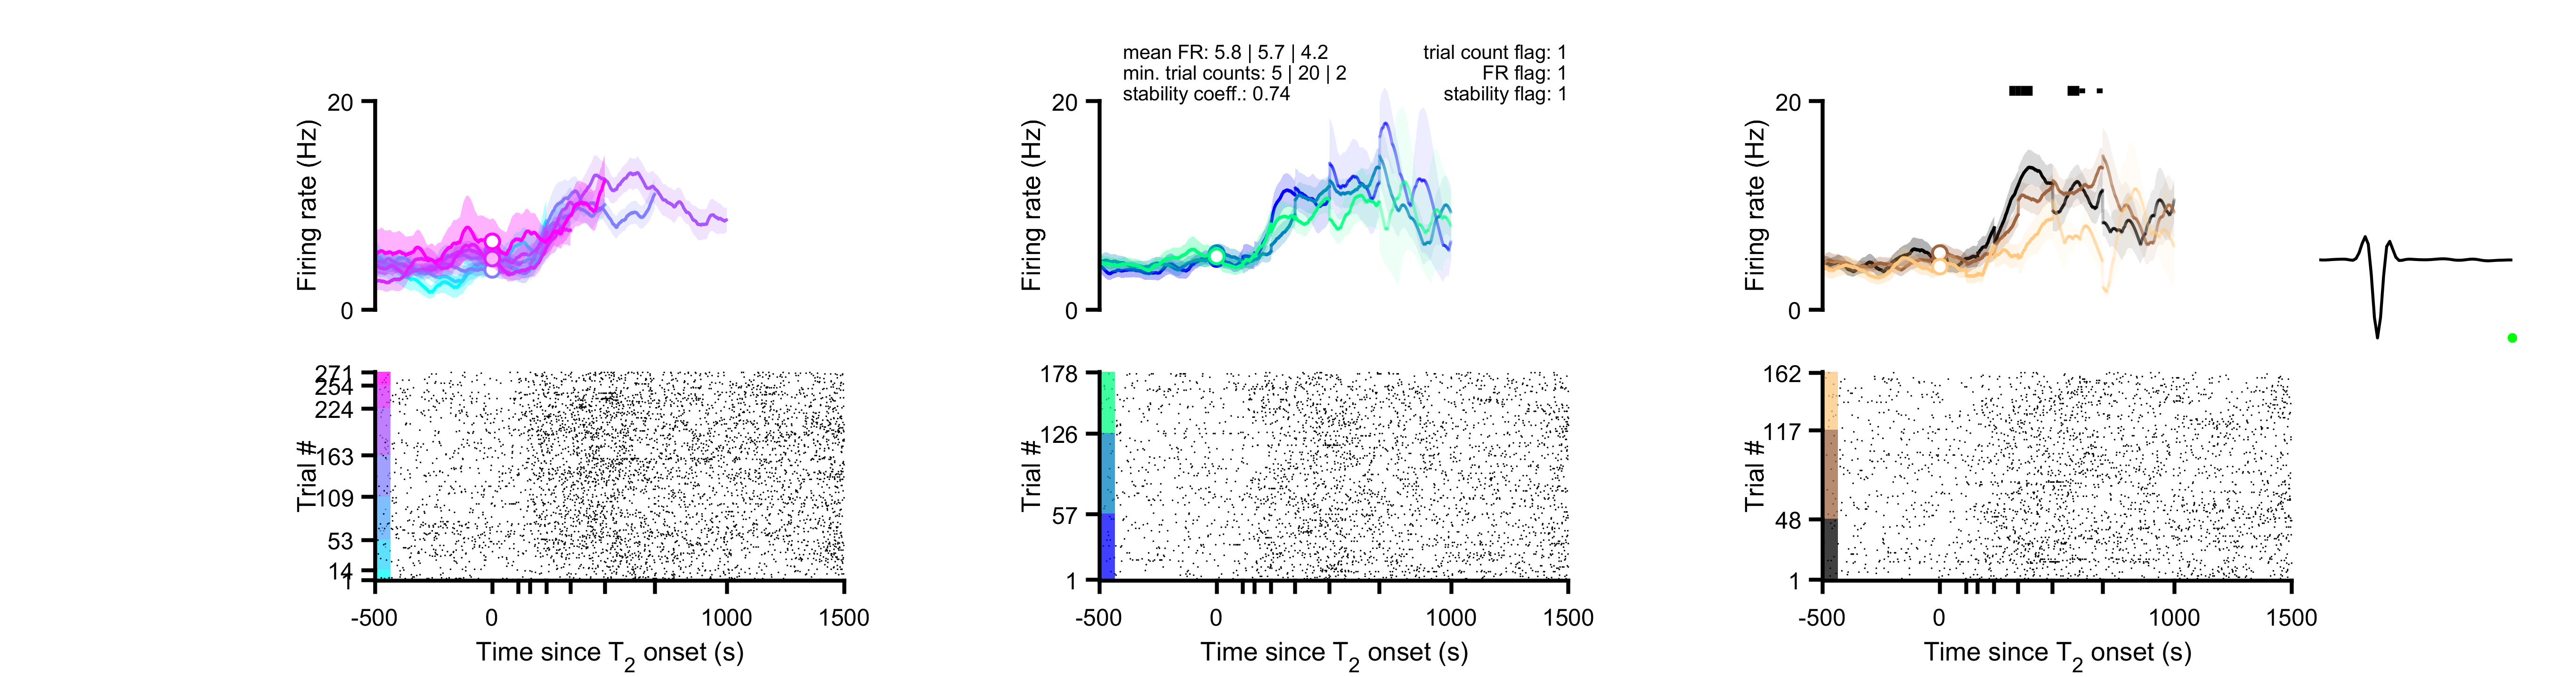 mean FR: 5.8 | 5.7 | 4.2
min. trial counts: 5 | 20 | 2
stability coeff.: 0.74
trial count flag: 1
FR flag: 1
stability flag: 1
20
0
Firing rate (Hz)
20
0
Firing rate (Hz)
20
0
Firing rate (Hz)
271
254
224
163
109
53
14
1
Trial #
-500 0 1000 1500
Time since T2 onset (s)
178
126
57
1
Trial #
-500 0 1000 1500
Time since T2 onset (s)
162
117
48
1
Trial #
-500 0 1000 1500
Time since T2 onset (s)